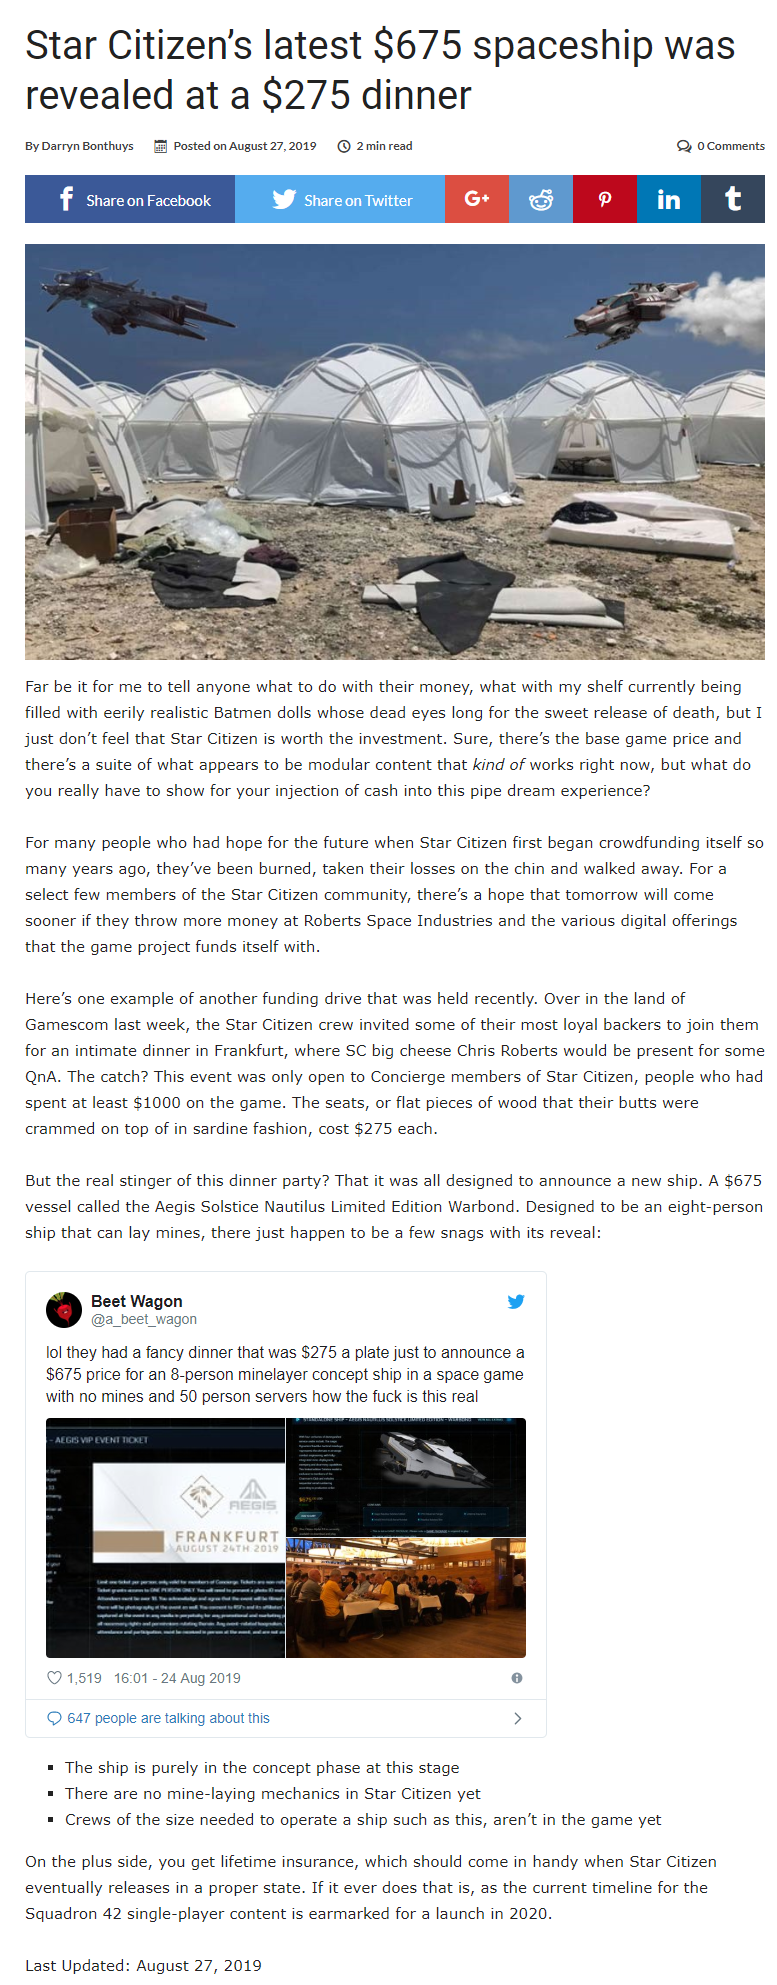 Star Citizen’s latest $675 spaceship was
revealed at a $275 dinner
By Darryn Bonthuys Posted on August 27, 2019 2 min read 0 Comments
Share on Facebook Share on Twitter G+ in t
Far be it for me to tell anyone what to do with their money, what with my shelf currently being
filled with eerily realistic Batmen dolls whose dead eyes long for the sweet release of death, but I
just don’t feel that Star Citizen is worth the investment. Sure, there’s the base game price and
there’s a suite of what appears to be modular content that kind of works right now, but what do
you really have to show for your injection of cash into this pipe dream experience?
For many people who had hope for the future when Star Citizen first began crowdfunding itself so
many years ago, they’ve been burned, taken their losses on the chin and walked away. For a
select few members of the Star Citizen community, there’s a hope that tomorrow will come
sooner if they throw more money at Roberts Space Industries and the various digital offerings
that the game project funds itself with.
Here’s one example of another funding drive that was held recently. Over in the land of
Gamescom last week, the Star Citizen crew invited some of their most loyal backers to join them
for an intimate dinner in Frankfurt, where SC big cheese Chris Roberts would be present for some
QnA. The catch? This event was only open to Concierge members of Star Citizen, people who had
spent at least $1000 on the game. The seats, or flat pieces of wood that their butts were
crammed on top of in sardine fashion, cost $275 each.
But the real stinger of this dinner party? That it was all designed to announce a new ship. A $675
vessel called the Aegis Solstice Nautilus Limited Edition Warbond. Designed to be an eight-person
ship that can lay mines, there just happen to be a few snags with its reveal:
Beet Wagon
@a_beet_wagon
lol they had a fancy dinner that was $275 a plate just to announce a
$675 price for an 8-person minelayer concept ship in a space game
with no mines and 50 person servers how the fuck is this real
- AEGIS VIP EVENT TICKET
AEGIS
FRANKFURT
AUGUST 24TH 2019
1,519 16:01 - 24 Aug 2019
647 people are talking about this
The ship is purely in the concept phase at this stage
There are no mine-laying mechanics in Star Citizen yet
Crews of the size needed to operate a ship such as this, aren’t in the game yet
On the plus side, you get lifetime insurance, which should come in handy when Star Citizen
eventually releases in a proper state. If it ever does that is, as the current timeline for the
Squadron 42 single-player content is earmarked for a launch in 2020.
Last Updated: August 27, 2019